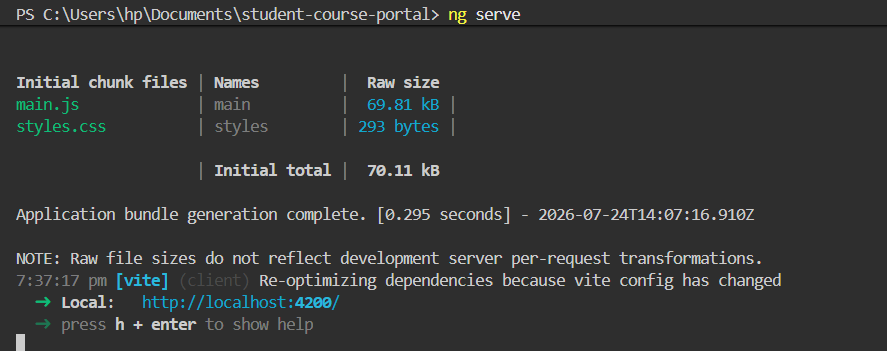 PS C:\Users\hp\Documents\student-course-portal> ng serve
Initial chunk files | Names         |  Raw size
main.js             | main          |  69.81 kB |
styles.css          | styles        | 293 bytes |
                    | Initial total |  70.11 kB
Application bundle generation complete. [0.295 seconds] - 2026-07-24T14:07:16.910Z
NOTE: Raw file sizes do not reflect development server per-request transformations.
7:37:17 pm [vite] (client) Re-optimizing dependencies because vite config has changed
  ➜  Local:   http://localhost:4200/
  ➜  press h + enter to show help